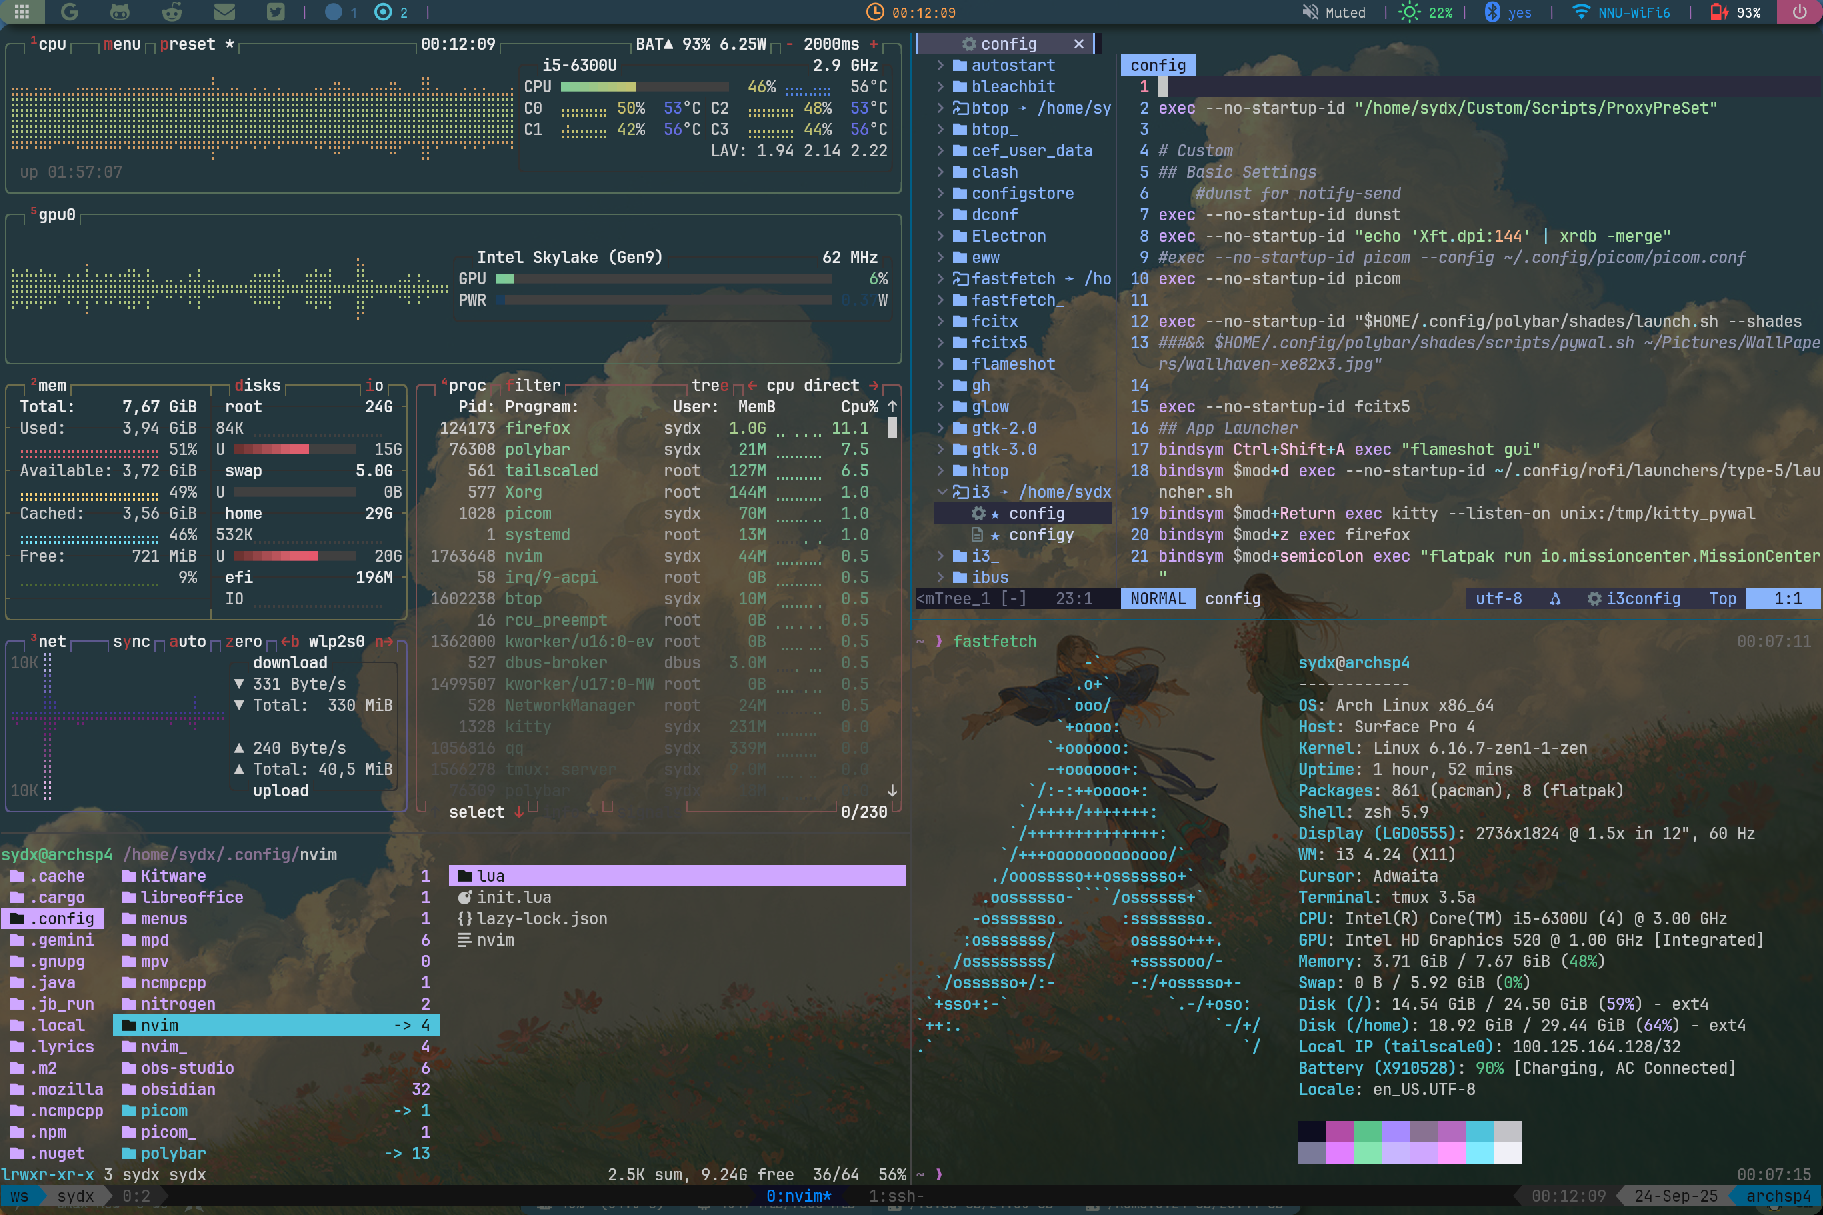 1 2 00:12:09 Muted 22% yes NNU-WiFi6 93%
¹cpu menu preset * 00:12:09 BAT▲ 93% 6.25W - 2000ms +
i5-6300U 2.9 GHz
CPU 46% 56°C
C0 50% 53°C C2 48% 53°C
C1 42% 56°C C3 44% 56°C
LAV: 1.94 2.14 2.22
up 01:57:07
⁵gpu0
Intel Skylake (Gen9) 62 MHz
GPU 6%
PWR W
²mem disks io
Total: 7,67 GiB root 24G
Used: 3,94 GiB 84K
51% U 15G
Available: 3,72 GiB swap 5.0G
49% U 0B
Cached: 3,56 GiB home 29G
46% 532K
Free: 721 MiB U 20G
9% efi 196M
IO
⁴proc filter tree ← cpu direct →
Pid: Program: User: MemB Cpu% ↑
124173 firefox sydx 1.0G 11.1
76308 polybar sydx 21M 7.5
561 tailscaled root 127M 6.5
577 Xorg root 144M 1.0
1028 picom sydx 70M 1.0
1 systemd root 13M 1.0
1763648 nvim sydx 44M 0.5
58 irq/9-acpi root 0B 0.5
1602238 btop sydx 10M 0.5
16 rcu_preempt root 0B 0.5
1362000 kworker/u16:0-ev root 0B 0.5
527 dbus-broker dbus 3.0M 0.5
1499507 kworker/u17:0-MW root 0B 0.5
528 NetworkManager root 24M 0.5
1328 kitty sydx 231M 0.0
1056816 qq sydx 339M 0.0
1566278 tmux: server sydx 9.0M 0.0
76309 polybar sydx 0.0
select ↓ 0/230
³net sync auto zero ←b wlp2s0 n→
10K download
▼ 331 Byte/s
▼ Total: 330 MiB
▲ 240 Byte/s
▲ Total: 40,5 MiB
10K upload
config ×
> autostart
> bleachbit
> btop → /home/sy
> btop_
> cef_user_data
> clash
> configstore
> dconf
> Electron
> eww
> fastfetch → /ho
> fastfetch_
> fcitx
> fcitx5
> flameshot
> gh
> glow
> gtk-2.0
> gtk-3.0
> htop
i3 → /home/sydx
★ config
★ configy
> i3_
> ibus
<mTree_1 [-] 23:1
config
1
2 exec --no-startup-id "/home/sydx/Custom/Scripts/ProxyPreSet"
3
4 # Custom
5 ## Basic Settings
6 #dunst for notify-send
7 exec --no-startup-id dunst
8 exec --no-startup-id "echo 'Xft.dpi:144' | xrdb -merge"
9 #exec --no-startup-id picom --config ~/.config/picom/picom.conf
10 exec --no-startup-id picom
11
12 exec --no-startup-id "$HOME/.config/polybar/shades/launch.sh --shades
13 ###&& $HOME/.config/polybar/shades/scripts/pywal.sh ~/Pictures/WallPape
rs/wallhaven-xe82x3.jpg"
14
15 exec --no-startup-id fcitx5
16 ## App Launcher
17 bindsym Ctrl+Shift+A exec "flameshot gui"
18 bindsym $mod+d exec --no-startup-id ~/.config/rofi/launchers/type-5/lau
ncher.sh
19 bindsym $mod+Return exec kitty --listen-on unix:/tmp/kitty_pywal
20 bindsym $mod+z exec firefox
21 bindsym $mod+semicolon exec "flatpak run io.missioncenter.MissionCenter
"
NORMAL config utf-8 i3config Top 1:1
sydx@archsp4 /home/sydx/.config/nvim
.cache
.cargo
.config
.gemini
.gnupg
.java
.jb_run
.local
.lyrics
.m2
.mozilla
.ncmpcpp
.npm
.nuget
Kitware 1
libreoffice 1
menus 1
mpd 6
mpv 0
ncmpcpp 1
nitrogen 2
nvim -> 4
nvim_ 4
obs-studio 6
obsidian 32
picom -> 1
picom_ 1
polybar -> 13
lua
init.lua
lazy-lock.json
nvim
lrwxr-xr-x 3 sydx sydx 2.5K sum, 9.24G free 36/64 56%
~ ❯ fastfetch 00:07:11
-`
.o+`
`ooo/
`+oooo:
`+oooooo:
-+oooooo+:
`/:-:++oooo+:
`/++++/+++++++:
`/++++++++++++++:
`/+++ooooooooooooo/`
./ooosssso++osssssso+`
.oossssso-````/ossssss+`
-osssssso. :ssssssso.
:osssssss/ osssso+++.
/ossssssss/ +ssssooo/-
`/ossssso+/:- -:/+osssso+-
`+sso+:-` `.-/+oso:
`++:. `-/+/
.` `/
sydx@archsp4
------------
OS: Arch Linux x86_64
Host: Surface Pro 4
Kernel: Linux 6.16.7-zen1-1-zen
Uptime: 1 hour, 52 mins
Packages: 861 (pacman), 8 (flatpak)
Shell: zsh 5.9
Display (LGD0555): 2736x1824 @ 1.5x in 12", 60 Hz
WM: i3 4.24 (X11)
Cursor: Adwaita
Terminal: tmux 3.5a
CPU: Intel(R) Core(TM) i5-6300U (4) @ 3.00 GHz
GPU: Intel HD Graphics 520 @ 1.00 GHz [Integrated]
Memory: 3.71 GiB / 7.67 GiB (48%)
Swap: 0 B / 5.92 GiB (0%)
Disk (/): 14.54 GiB / 24.50 GiB (59%) - ext4
Disk (/home): 18.92 GiB / 29.44 GiB (64%) - ext4
Local IP (tailscale0): 100.125.164.128/32
Battery (X910528): 90% [Charging, AC Connected]
Locale: en_US.UTF-8
~ ❯ 00:07:15
ws sydx 0:2 0:nvim* 1:ssh- 00:12:09 24-Sep-25 archsp4